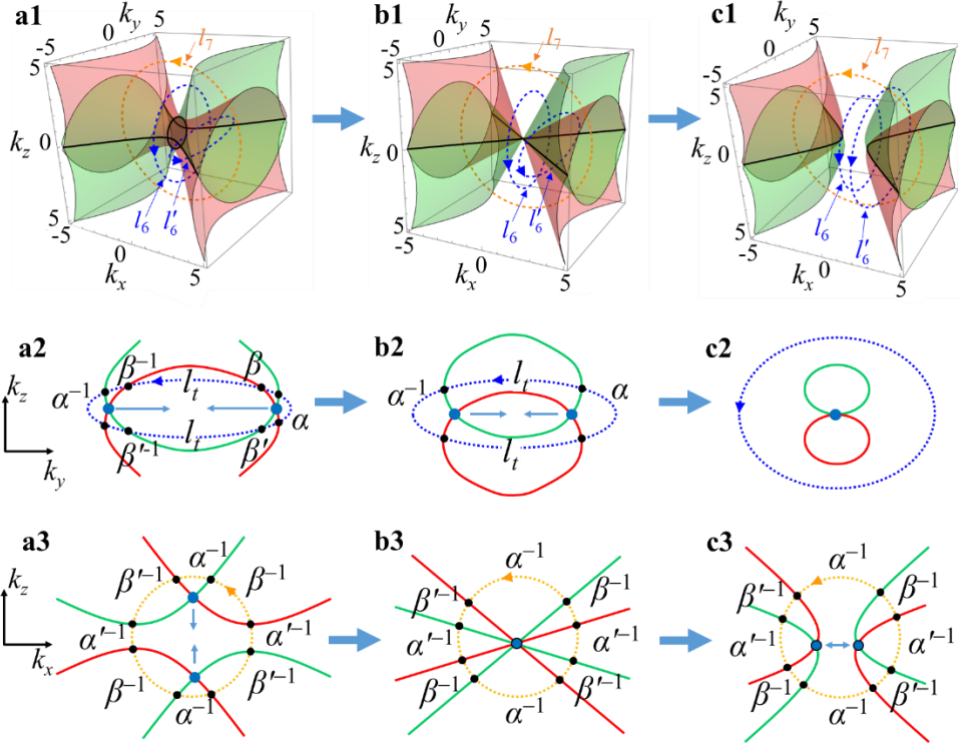 a1
b1
c1
k_y
5
0
-5
5
l_7
k_z
0
5
-5
0
k_x
5
l_6
l'_6
k_y
5
0
-5
5
l_7
k_z
0
5
-5
0
k_x
5
l_6
l'_6
k_y
5
0
-5
5
l_7
k_z
0
5
-5
0
k_x
5
l_6
l'_6
a2
b2
c2
k_z
k_y
β⁻¹
β
l_t
α⁻¹
α
l_t
β'⁻¹
β'
α⁻¹
l_t
α
l_t
a3
b3
c3
k_z
k_x
α⁻¹
β'⁻¹
β⁻¹
α'⁻¹
α'⁻¹
β⁻¹
β'⁻¹
α⁻¹
α⁻¹
β'⁻¹
β⁻¹
α'⁻¹
α'⁻¹
β⁻¹
β'⁻¹
α⁻¹
α⁻¹
β'⁻¹
β⁻¹
α'⁻¹
α'⁻¹
β⁻¹
β'⁻¹
α⁻¹